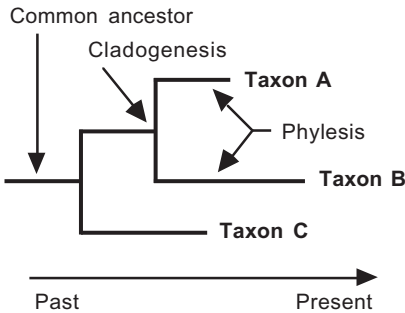 Common ancestor
Cladogenesis
Taxon A
Phylesis
Taxon B
Taxon C
Past
Present